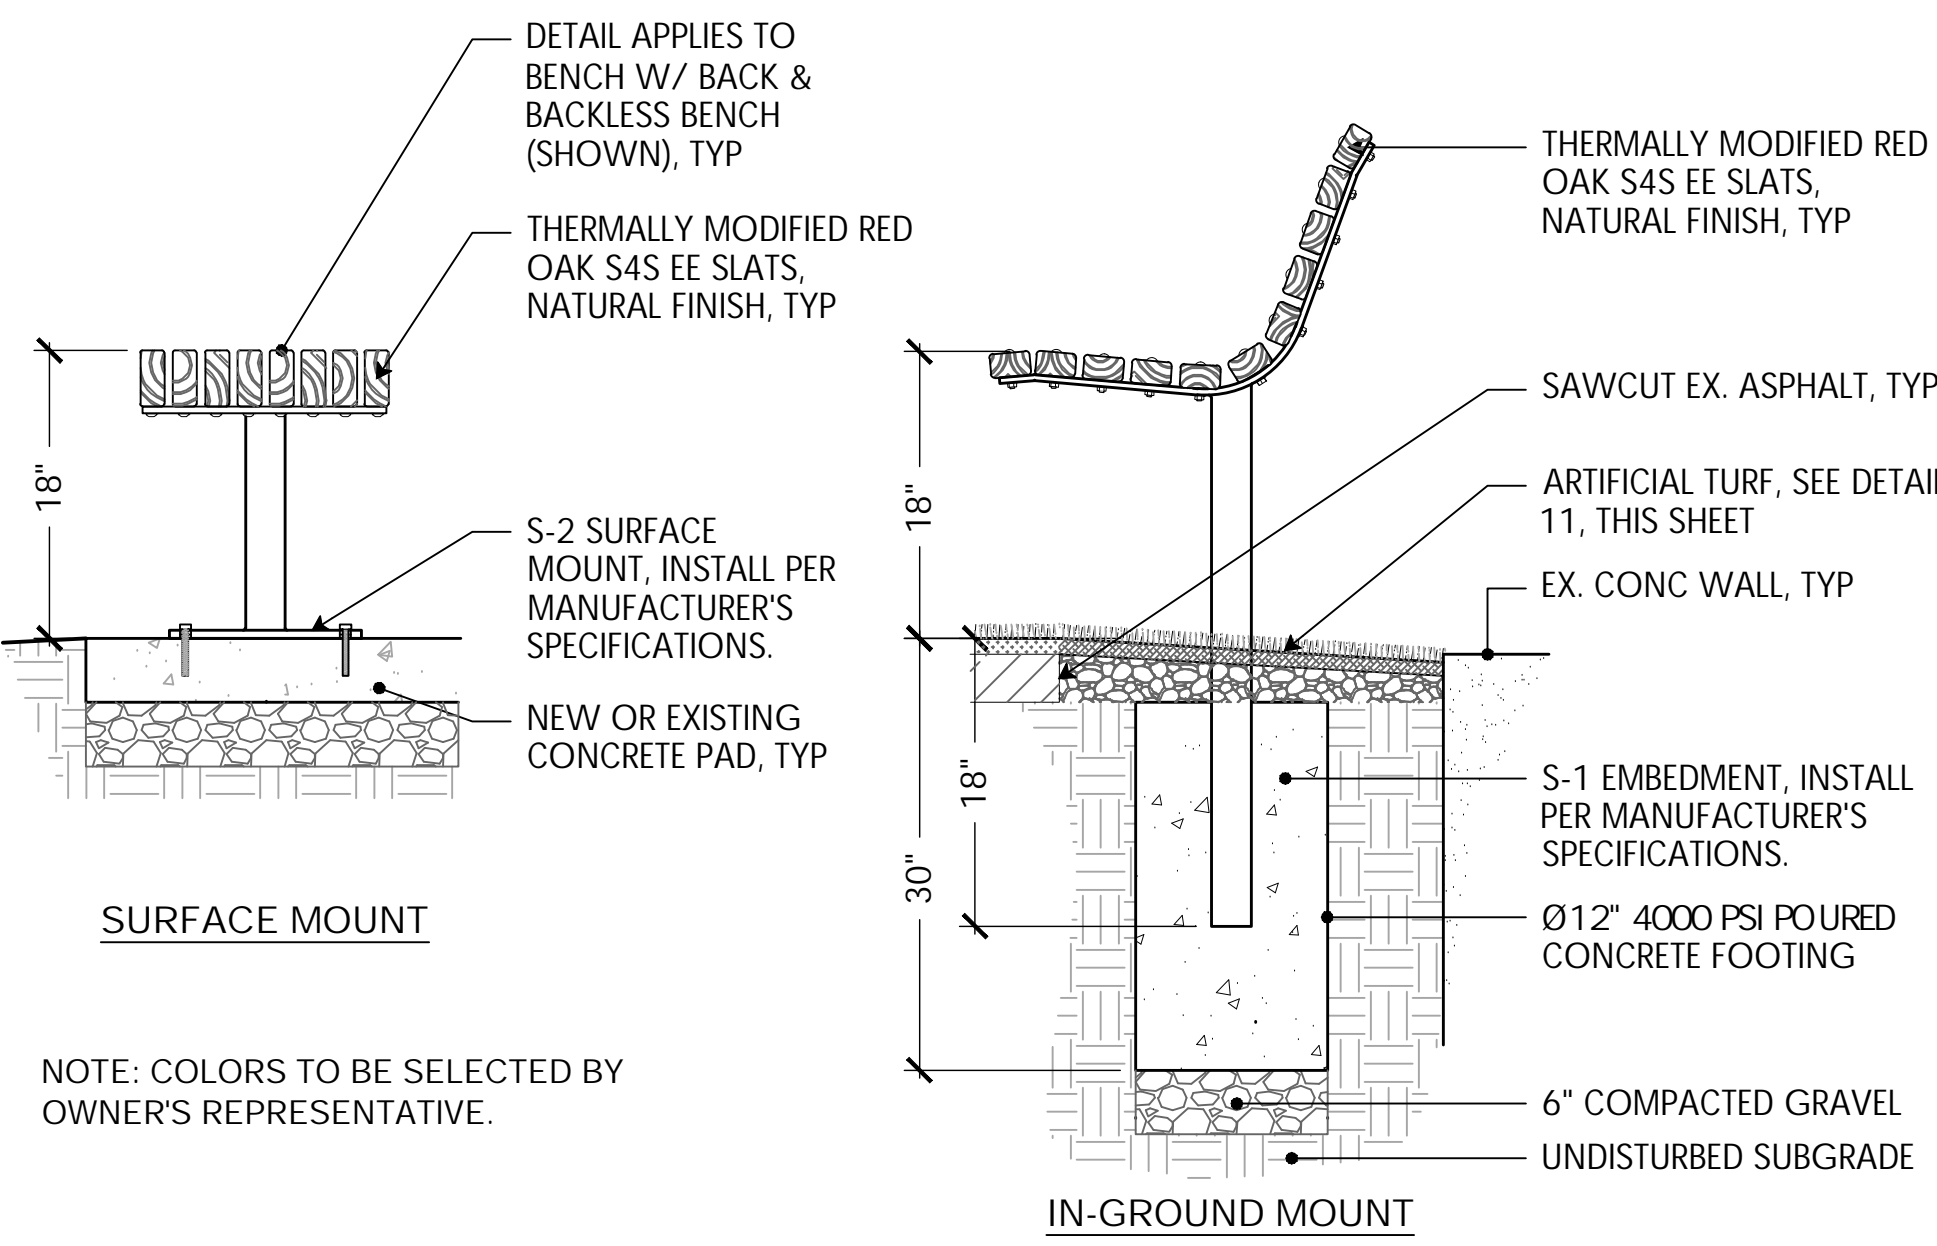 DETAIL APPLIES TO
BENCH W/ BACK &
BACKLESS BENCH
(SHOWN), TYP
THERMALLY MODIFIED RED
OAK S4S EE SLATS,
NATURAL FINISH, TYP
18"
S-2 SURFACE
MOUNT, INSTALL PER
MANUFACTURER'S
SPECIFICATIONS.
NEW OR EXISTING
CONCRETE PAD, TYP
SURFACE MOUNT
NOTE: COLORS TO BE SELECTED BY
OWNER'S REPRESENTATIVE.
THERMALLY MODIFIED RED
OAK S4S EE SLATS,
NATURAL FINISH, TYP
SAWCUT EX. ASPHALT, TYP
ARTIFICIAL TURF, SEE DETAIL
11, THIS SHEET
EX. CONC WALL, TYP
18"
18"
30"
S-1 EMBEDMENT, INSTALL
PER MANUFACTURER'S
SPECIFICATIONS.
Ø12" 4000 PSI POURED
CONCRETE FOOTING
6" COMPACTED GRAVEL
UNDISTURBED SUBGRADE
IN-GROUND MOUNT